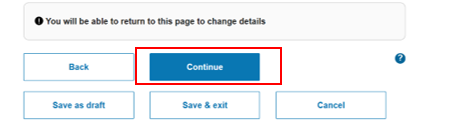 You will be able to return to this page to change details
Back Continue ?
Save as draft Save & exit Cancel